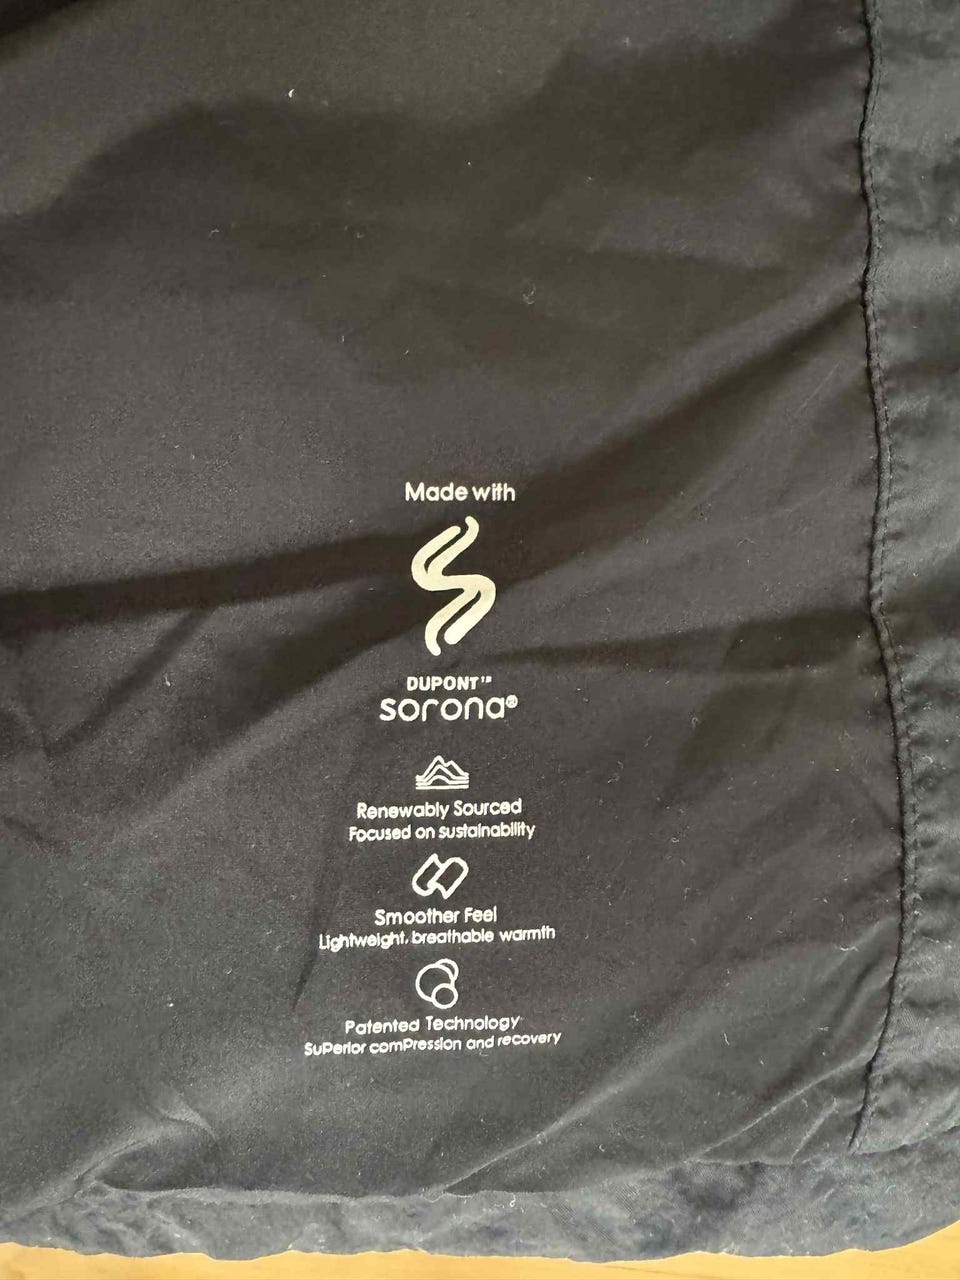 Made with
DUPONT™
sorona®
Renewably Sourced
Focused on sustainability
Smoother Feel
Lightweight, breathable warmth
Patented Technology
SuPerior comPression and recovery